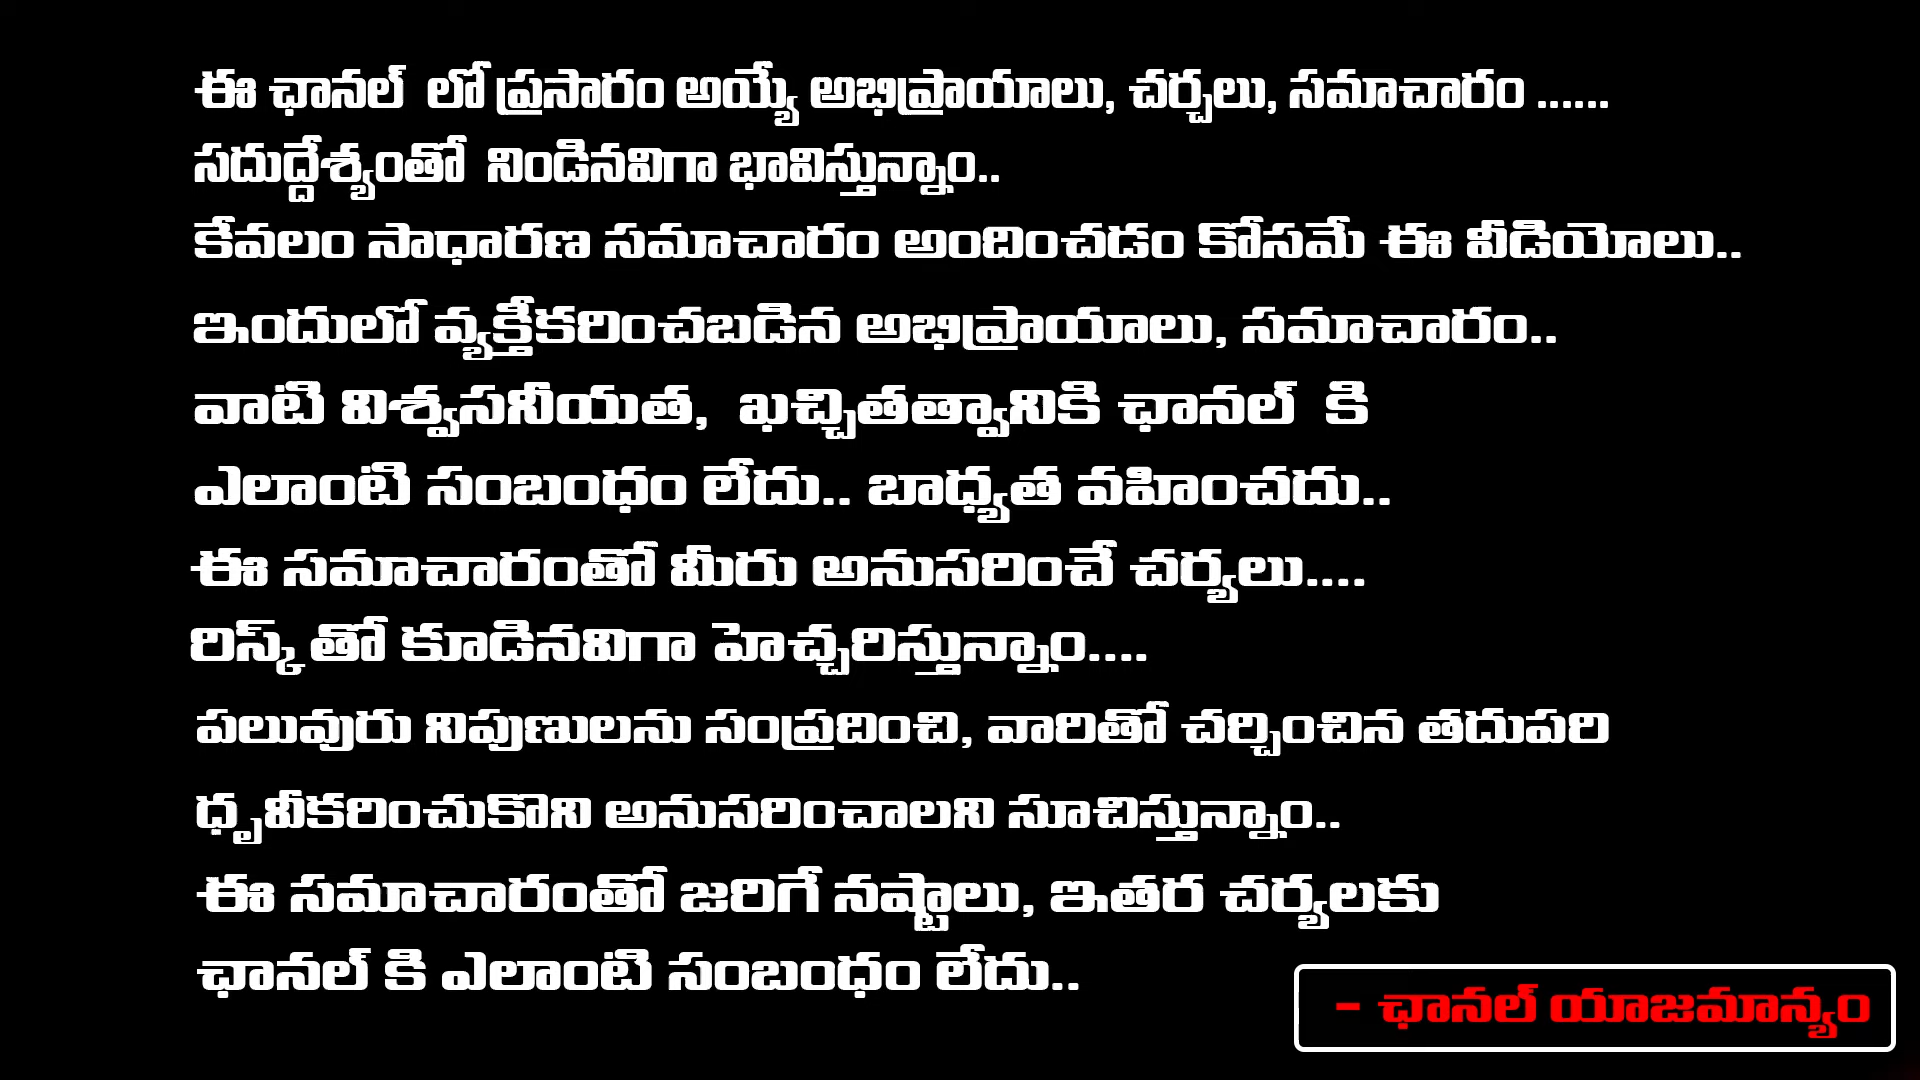 ఈ ఛానల్ లో ప్రసారం అయ్యే అభిప్రాయాలు, చర్చలు, సమాచారం ......
సదుద్దేశ్యంతో నిండినవిగా భావిస్తున్నాం..
కేవలం సాధారణ సమాచారం అందించడం కోసమే ఈ వీడియోలు..
ఇందులో వ్యక్తీకరించబడిన అభిప్రాయాలు, సమాచారం..
వాటి విశ్వసనీయత, ఖచ్చితత్వానికి ఛానల్ కి
ఎలాంటి సంబంధం లేదు.. బాధ్యత వహించదు..
ఈ సమాచారంతో మీరు అనుసరించే చర్యలు....
రిస్క్ తో కూడినవిగా హెచ్చరిస్తున్నాం....
పలువురు నిపుణులను సంప్రదించి, వారితో చర్చించిన తదుపరి
ధృవీకరించుకొని అనుసరించాలని సూచిస్తున్నాం..
ఈ సమాచారంతో జరిగే నష్టాలు, ఇతర చర్యలకు
ఛానల్ కి ఎలాంటి సంబంధం లేదు..
- ఛానల్ యాజమాన్యం